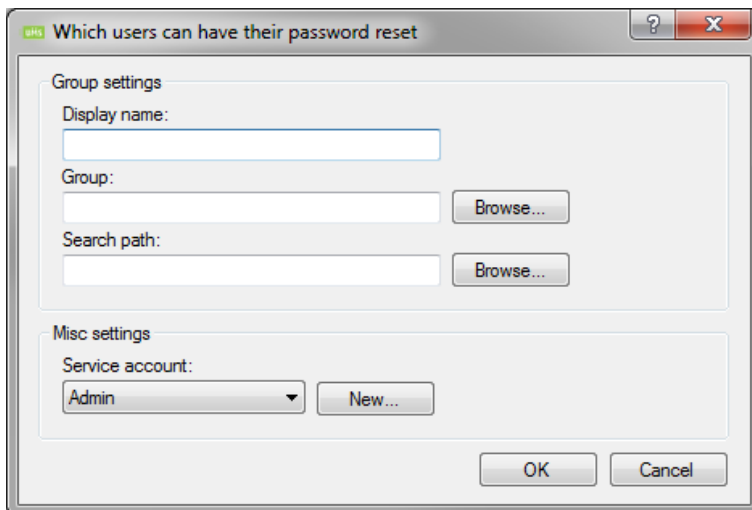 UMS Which users can have their password reset ? X
Group settings
Display name:
Group:
Browse...
Search path:
Browse...
Misc settings
Service account:
Admin New...
OK Cancel